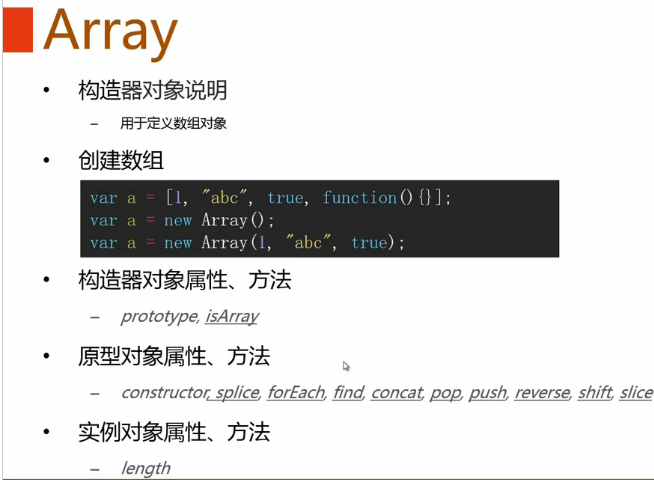 Array
• 构造器对象说明
– 用于定义数组对象
• 创建数组
var a = [1, "abc", true, function(){}];
var a = new Array();
var a = new Array(1, "abc", true);
• 构造器对象属性、方法
– prototype, isArray
• 原型对象属性、方法
– constructor, splice, forEach, find, concat, pop, push, reverse, shift, slice
• 实例对象属性、方法
– length